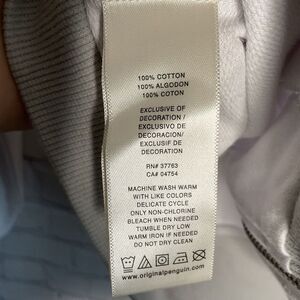 100% COTTON
100% ALGODON
100% COTON
EXCLUSIVE OF
DECORATION /
EXCLUSIVO DE
DECORACION/
EXCLUSIF DE
DECORATION
RN# 37763
CA# 04754
MACHINE WASH WARM
WITH LIKE COLORS
DELICATE CYCLE
ONLY NON-CHLORINE
BLEACH WHEN NEEDED
TUMBLE DRY LOW
WARM IRON IF NEEDED
DO NOT DRY CLEAN
www.originalpenguin.com